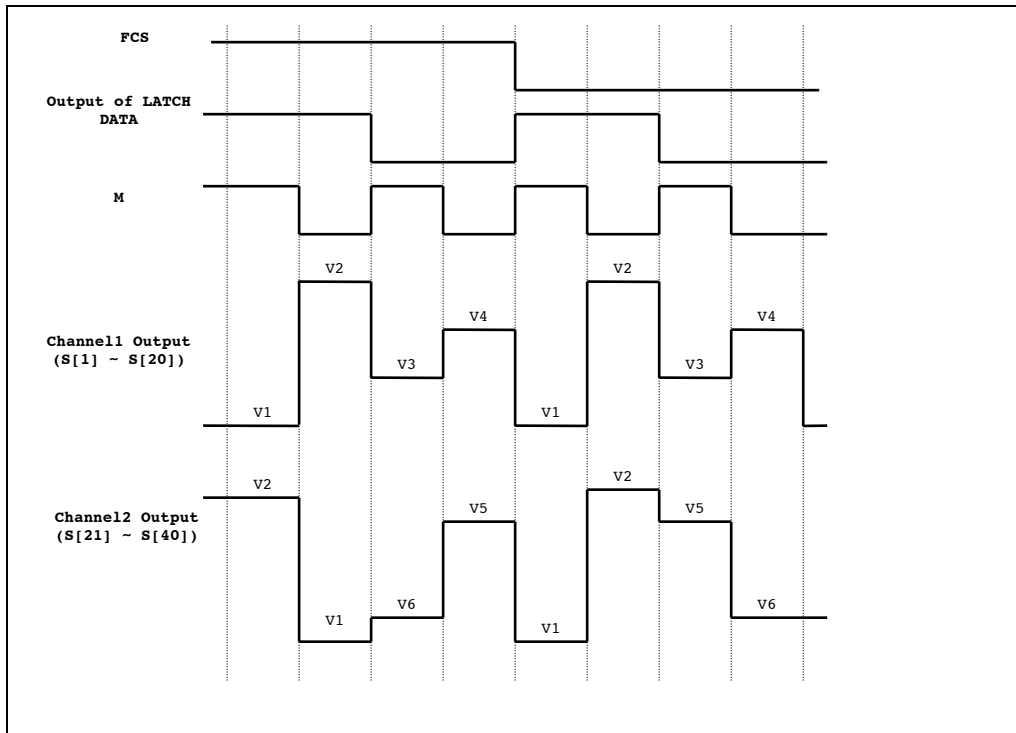 FCS
Output of LATCH
DATA
M
V2
V2
V4
V4
Channel1 Output
(S[1] ~ S[20])
V3
V3
V1
V1
V2
V2
V5
V5
Channel2 Output
(S[21] ~ S[40])
V6
V6
V1
V1